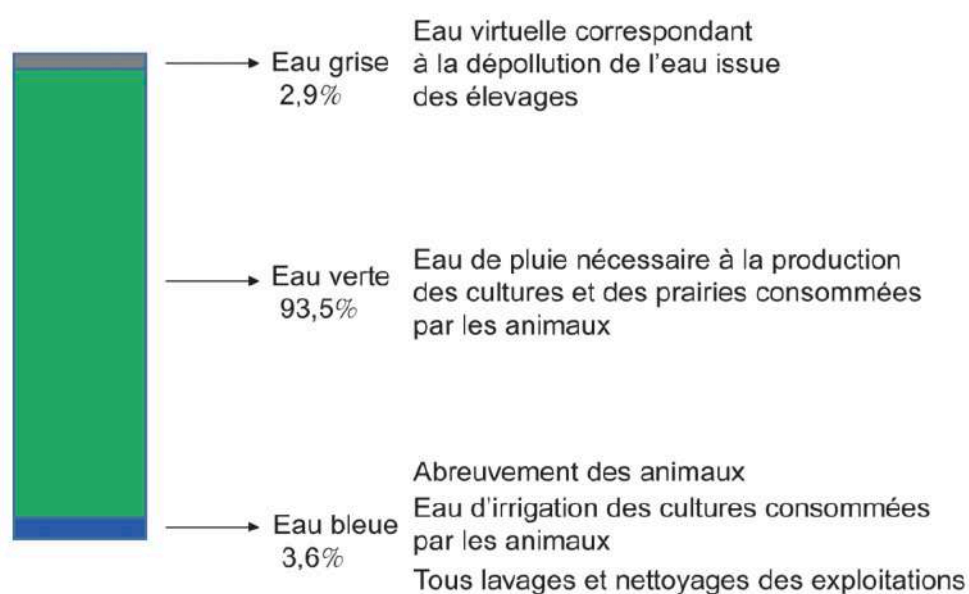 Eau grise
2,9%
Eau virtuelle correspondant
à la dépollution de l'eau issue
des élevages
Eau verte
93,5%
Eau de pluie nécessaire à la production
des cultures et des prairies consommées
par les animaux
Eau bleue
3,6%
Abreuvement des animaux
Eau d'irrigation des cultures consommées
par les animaux
Tous lavages et nettoyages des exploitations